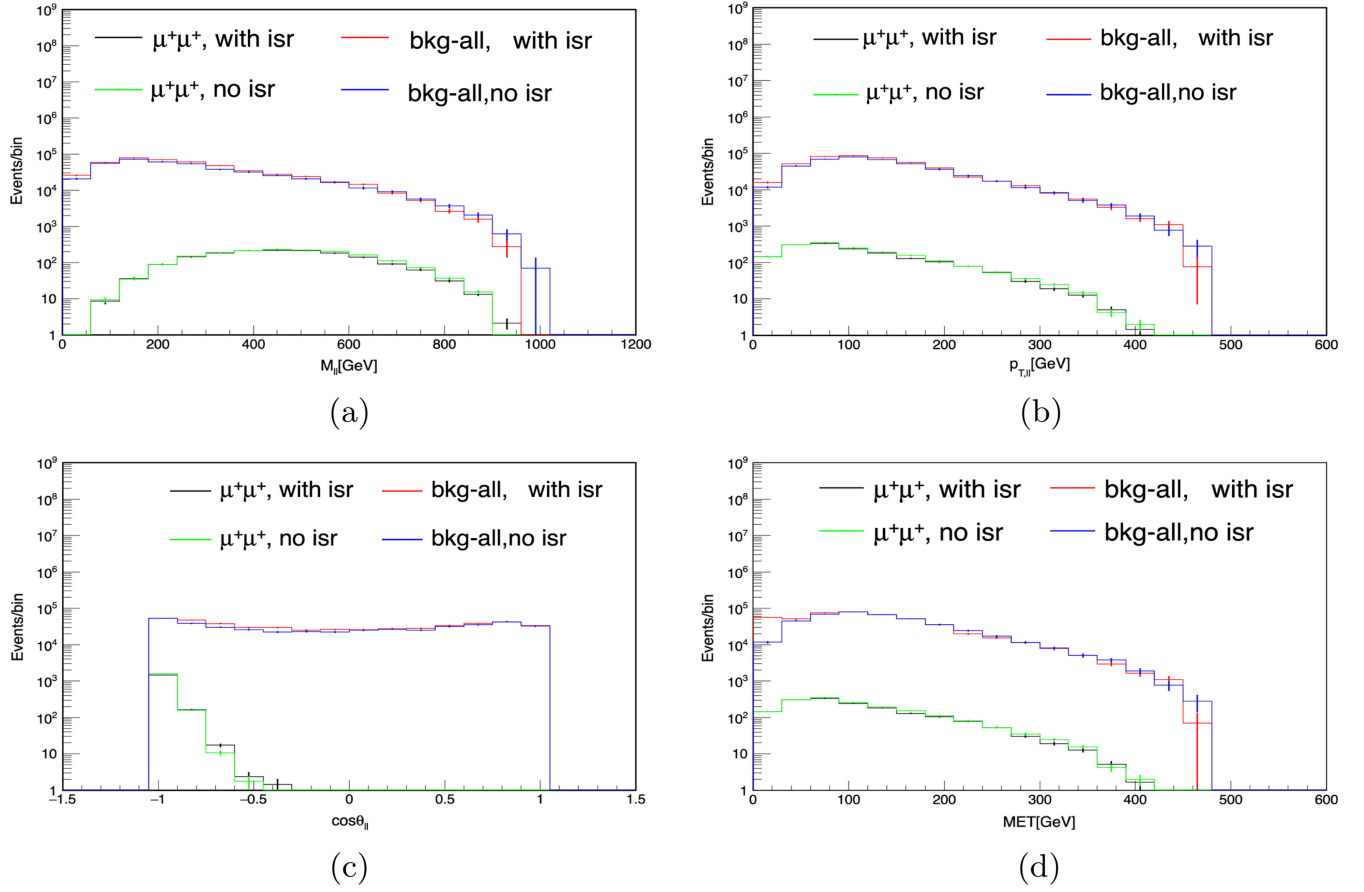 10⁹
10⁸
10⁷
10⁶
10⁵
10⁴
10³
10²
10
1
Events/bin
μ⁺μ⁺, with isr
bkg-all, with isr
μ⁺μ⁺, no isr
bkg-all,no isr
0 200 400 600 800 1000 1200
M_ll[GeV]
(a)
10⁹
10⁸
10⁷
10⁶
10⁵
10⁴
10³
10²
10
1
Events/bin
μ⁺μ⁺, with isr
bkg-all, with isr
μ⁺μ⁺, no isr
bkg-all,no isr
0 100 200 300 400 500 600
p_T,ll[GeV]
(b)
10⁹
10⁸
10⁷
10⁶
10⁵
10⁴
10³
10²
10
1
Events/bin
μ⁺μ⁺, with isr
bkg-all, with isr
μ⁺μ⁺, no isr
bkg-all,no isr
−1.5 −1 −0.5 0 0.5 1 1.5
cosθ_ll
(c)
10⁹
10⁸
10⁷
10⁶
10⁵
10⁴
10³
10²
10
1
Events/bin
μ⁺μ⁺, with isr
bkg-all, with isr
μ⁺μ⁺, no isr
bkg-all,no isr
0 100 200 300 400 500 600
MET[GeV]
(d)